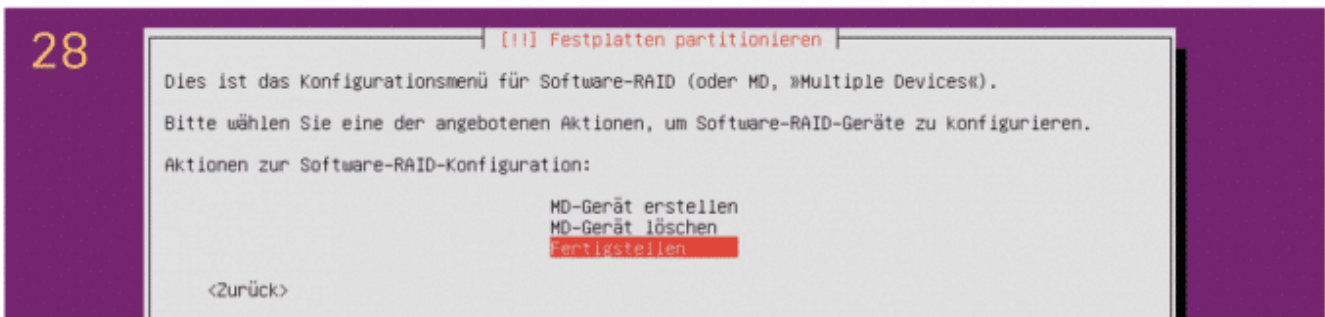 28
[!!] Festplatten partitionieren
Dies ist das Konfigurationsmenü für Software-RAID (oder MD, »Multiple Devices«).
Bitte wählen Sie eine der angebotenen Aktionen, um Software-RAID-Geräte zu konfigurieren.
Aktionen zur Software-RAID-Konfiguration:
MD-Gerät erstellen
MD-Gerät löschen
Fertigstellen
<Zurück>